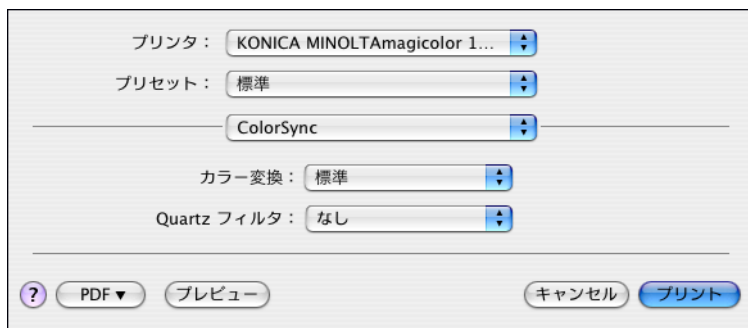 プリンタ： KONICA MINOLTAmagicolor 1...
プリセット： 標準
ColorSync
カラー変換： 標準
Quartz フィルタ： なし
? PDF▼ プレビュー キャンセル プリント